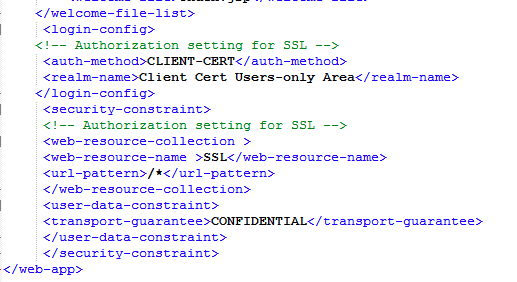 </welcome-file-list>
<login-config>
<!-- Authorization setting for SSL -->
<auth-method>CLIENT-CERT</auth-method>
<realm-name>Client Cert Users-only Area</realm-name>
</login-config>
<security-constraint>
<!-- Authorization setting for SSL -->
<web-resource-collection >
<web-resource-name >SSL</web-resource-name>
<url-pattern>/*</url-pattern>
</web-resource-collection>
<user-data-constraint>
<transport-guarantee>CONFIDENTIAL</transport-guarantee>
</user-data-constraint>
</security-constraint>
</web-app>